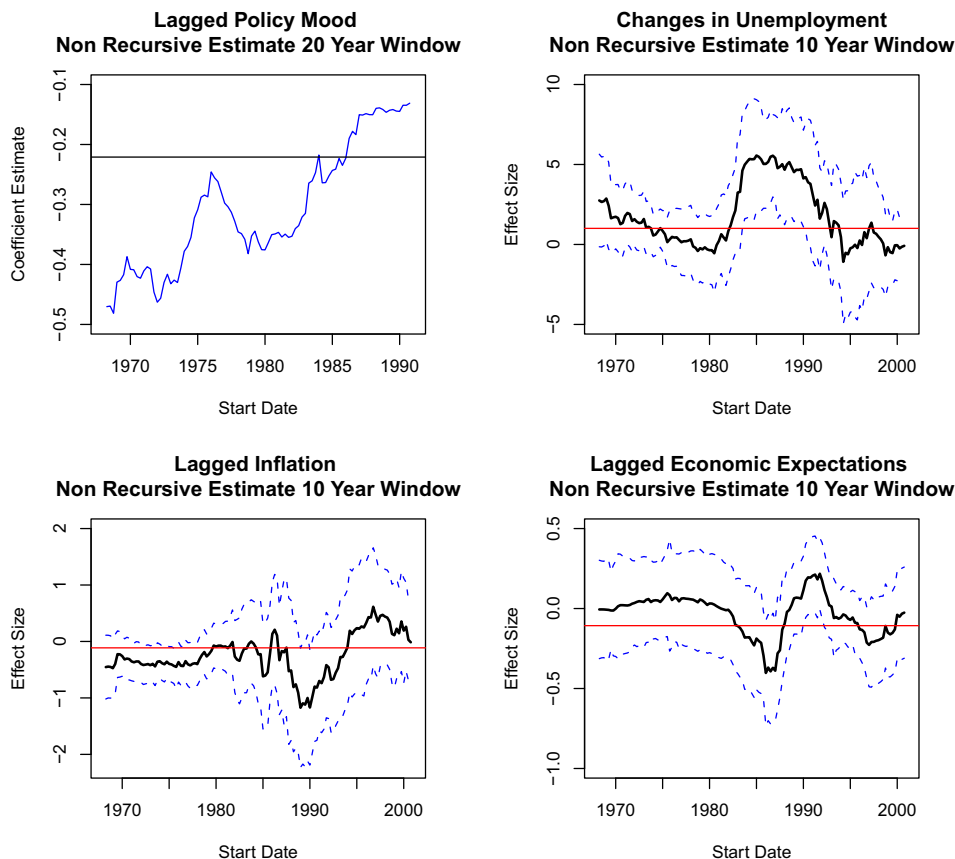 Lagged Policy Mood
Non Recursive Estimate 20 Year Window
Coefficient Estimate
−0.1
−0.2
−0.3
−0.4
−0.5
1970 1975 1980 1985 1990
Start Date
Changes in Unemployment
Non Recursive Estimate 10 Year Window
Effect Size
10
5
0
−5
1970 1980 1990 2000
Start Date
Lagged Inflation
Non Recursive Estimate 10 Year Window
Effect Size
2
1
0
−1
−2
1970 1980 1990 2000
Start Date
Lagged Economic Expectations
Non Recursive Estimate 10 Year Window
Effect Size
0.5
0.0
−0.5
−1.0
1970 1980 1990 2000
Start Date